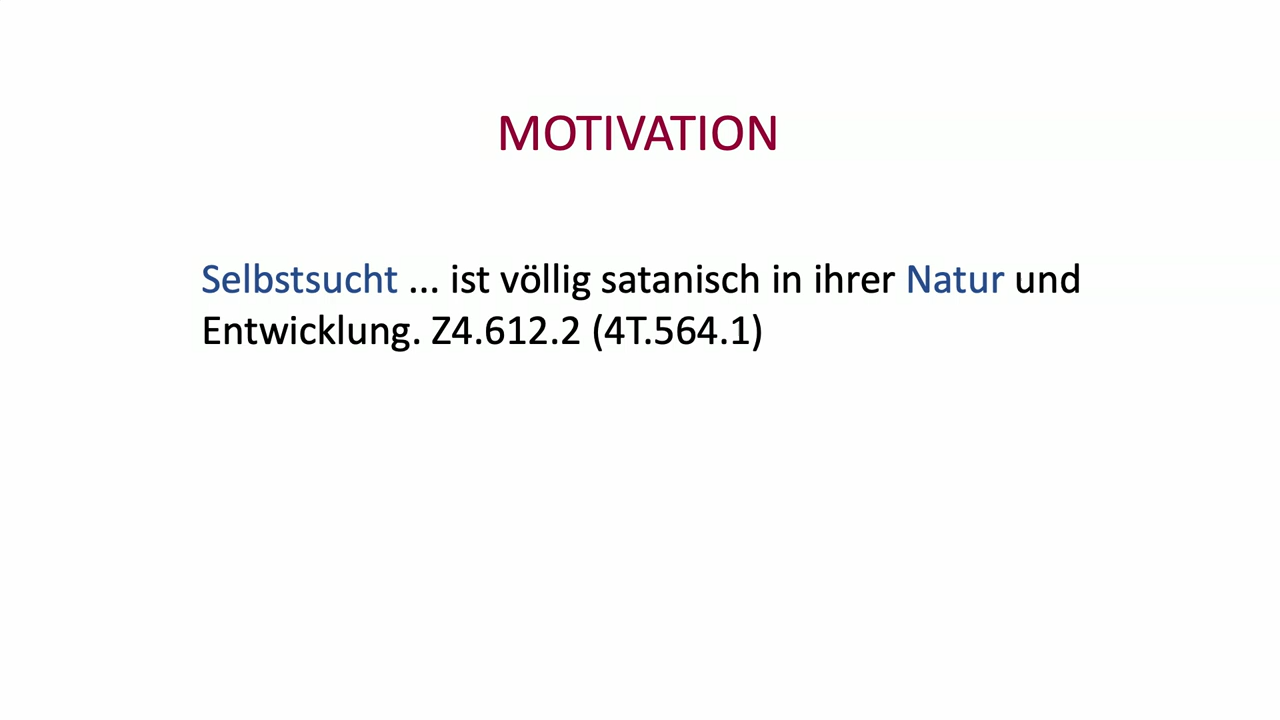 MOTIVATION
Selbstsucht ... ist völlig satanisch in ihrer Natur und
Entwicklung. Z4.612.2 (4T.564.1)